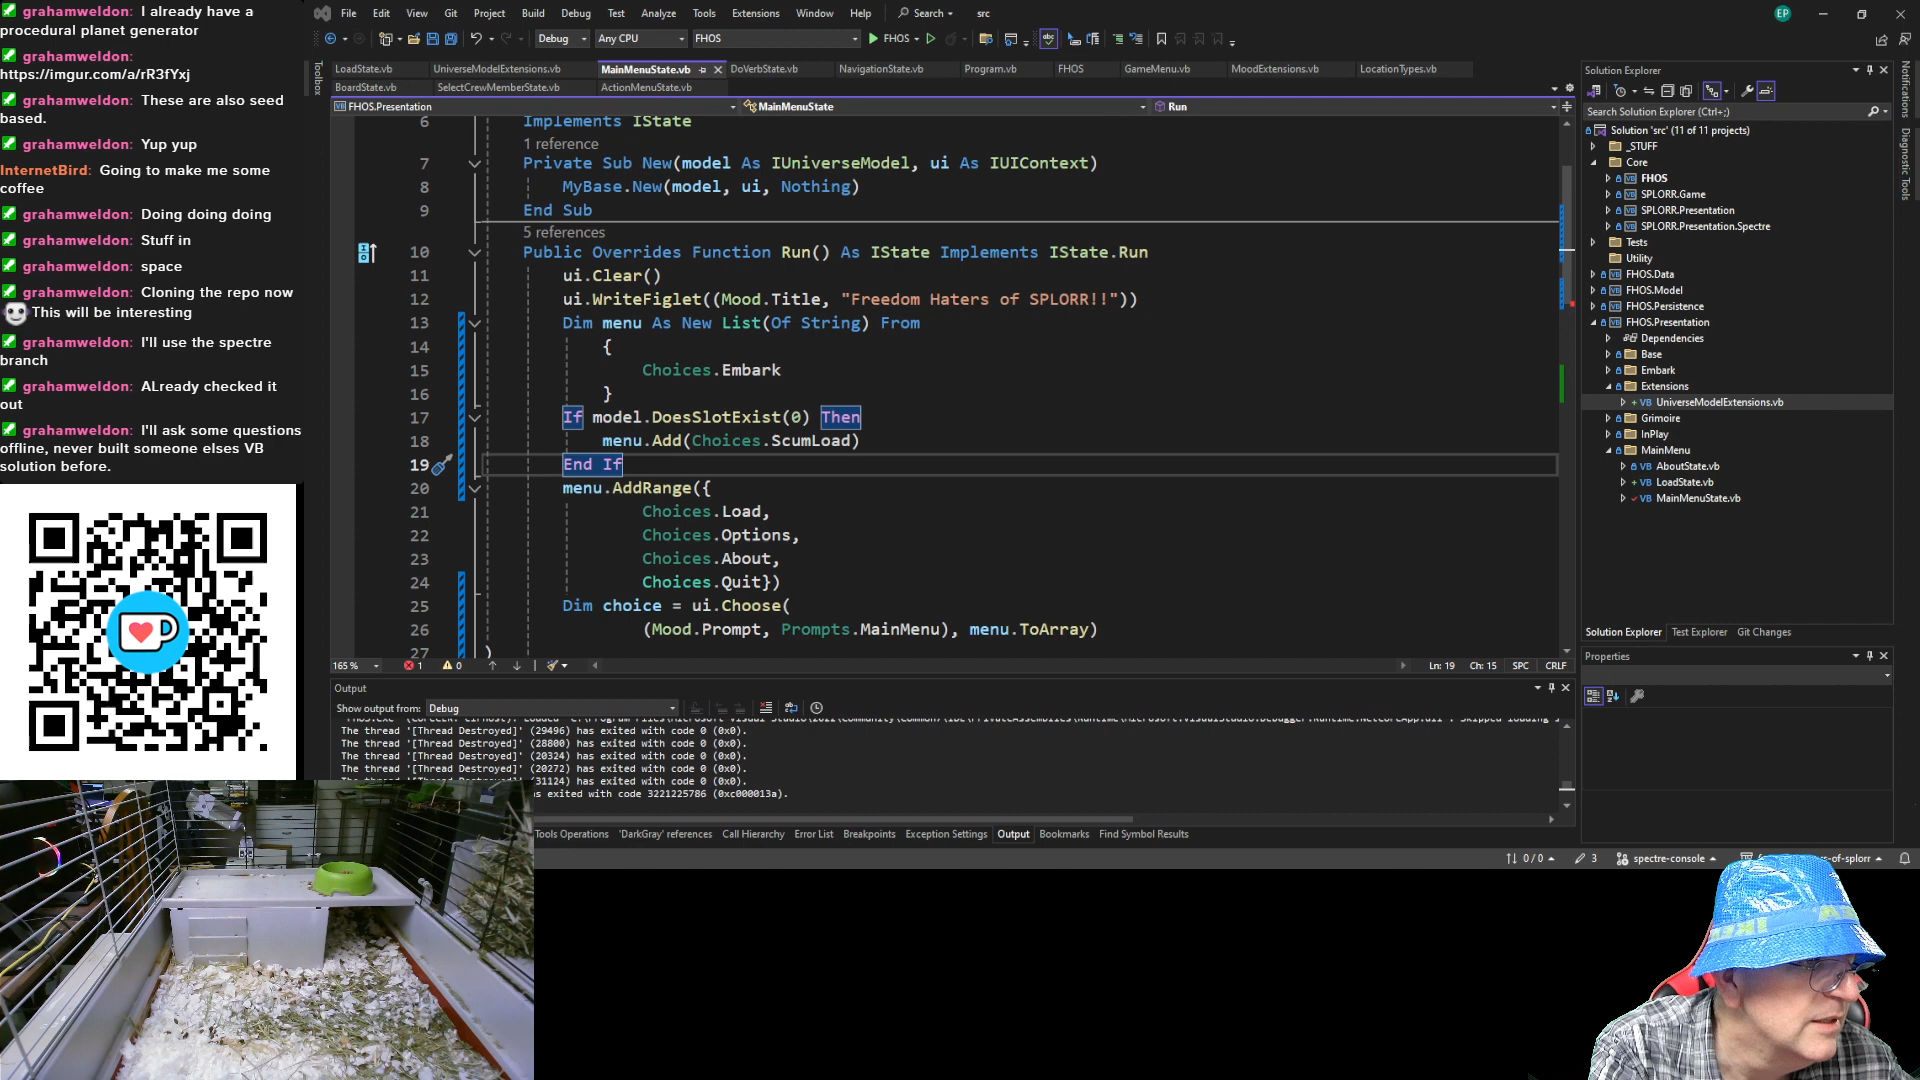 grahamweldon: I already have a
procedural planet generator
grahamweldon:
https://imgur.com/a/rR3fYxj
grahamweldon: These are also seed
based.
grahamweldon: Yup yup
InternetBird: Going to make me some
coffee
grahamweldon: Doing doing doing
grahamweldon: Stuff in
grahamweldon: space
grahamweldon: Cloning the repo now
This will be interesting
grahamweldon: I'll use the spectre
branch
grahamweldon: ALready checked it
out
grahamweldon: I'll ask some questions
offline, never built someone elses VB
solution before.
File Edit View Git Project Build Debug Test Analyze Tools Extensions Window Help Search src EP
Debug Any CPU FHOS FHOS
Toolbox
LoadState.vb UniverseModelExtensions.vb MainMenuState.vb DoVerbState.vb NavigationState.vb Program.vb FHOS GameMenu.vb MoodExtensions.vb LocationTypes.vb
BoardState.vb SelectCrewMemberState.vb ActionMenuState.vb
FHOS.Presentation MainMenuState Run
6 Implements IState
1 reference
7 Private Sub New(model As IUniverseModel, ui As IUIContext)
8 MyBase.New(model, ui, Nothing)
9 End Sub
5 references
10 Public Overrides Function Run() As IState Implements IState.Run
11 ui.Clear()
12 ui.WriteFiglet((Mood.Title, "Freedom Haters of SPLORR!!"))
13 Dim menu As New List(Of String) From
14 {
15 Choices.Embark
16 }
17 If model.DoesSlotExist(0) Then
18 menu.Add(Choices.ScumLoad)
19 End If
20 menu.AddRange({
21 Choices.Load,
22 Choices.Options,
23 Choices.About,
24 Choices.Quit})
25 Dim choice = ui.Choose(
26 (Mood.Prompt, Prompts.MainMenu), menu.ToArray)
27 )
165 % 1 0 Ln: 19 Ch: 15 SPC CRLF
Output
Show output from: Debug
The thread '[Thread Destroyed]' (29496) has exited with code 0 (0x0).
The thread '[Thread Destroyed]' (28800) has exited with code 0 (0x0).
The thread '[Thread Destroyed]' (20324) has exited with code 0 (0x0).
The thread '[Thread Destroyed]' (20272) has exited with code 0 (0x0).
The thread '[Thread Destroyed]' (31124) has exited with code 0 (0x0).
s exited with code 3221225786 (0xc000013a).
Tools Operations 'DarkGray' references Call Hierarchy Error List Breakpoints Exception Settings Output Bookmarks Find Symbol Results
0 / 0 3 spectre-console rs-of-splorr
Solution Explorer
Search Solution Explorer (Ctrl+;)
Solution 'src' (11 of 11 projects)
_STUFF
Core
FHOS
SPLORR.Game
SPLORR.Presentation
SPLORR.Presentation.Spectre
Tests
Utility
FHOS.Data
FHOS.Model
FHOS.Persistence
FHOS.Presentation
Dependencies
Base
Embark
Extensions
UniverseModelExtensions.vb
Grimoire
InPlay
MainMenu
AboutState.vb
LoadState.vb
MainMenuState.vb
Solution Explorer Test Explorer Git Changes
Properties
Notifications
Diagnostic Tools